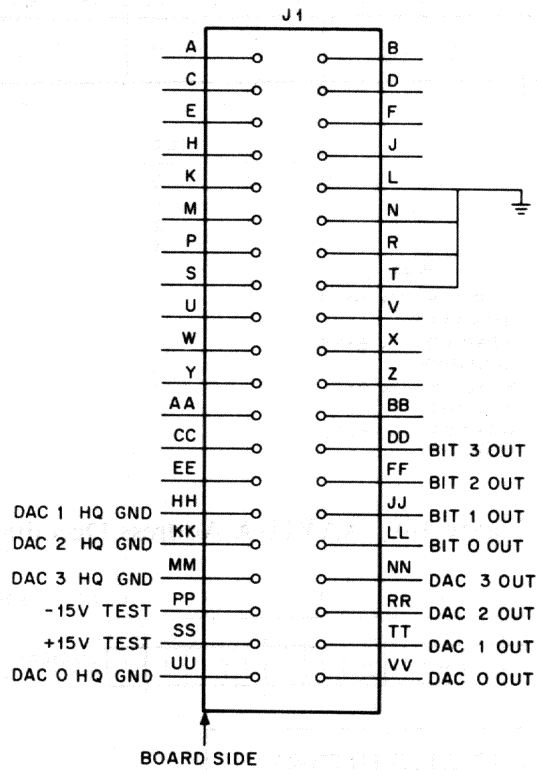 J1
A B
C D
E F
H J
K L
M N
P R
S T
U V
W X
Y Z
AA BB
CC DD BIT 3 OUT
EE FF BIT 2 OUT
DAC 1 HQ GND HH JJ BIT 1 OUT
DAC 2 HQ GND KK LL BIT 0 OUT
DAC 3 HQ GND MM NN DAC 3 OUT
-15V TEST PP RR DAC 2 OUT
+15V TEST SS TT DAC 1 OUT
DAC 0 HQ GND UU VV DAC 0 OUT
BOARD SIDE